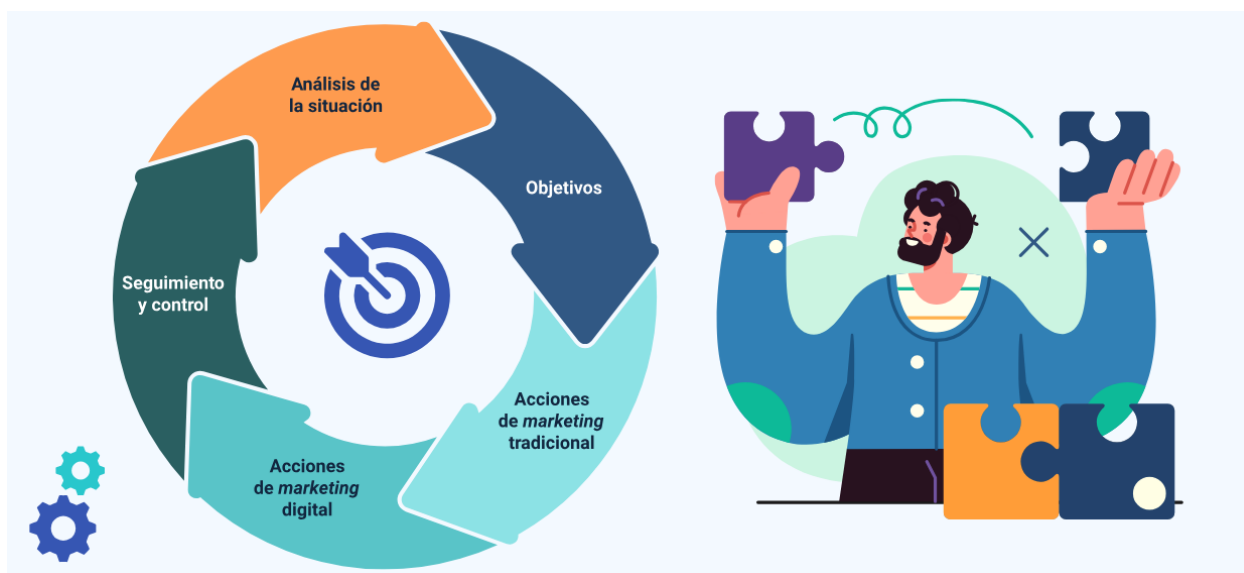 Análisis de
la situación
Objetivos
Acciones
de marketing
tradicional
Acciones
de marketing
digital
Seguimiento
y control